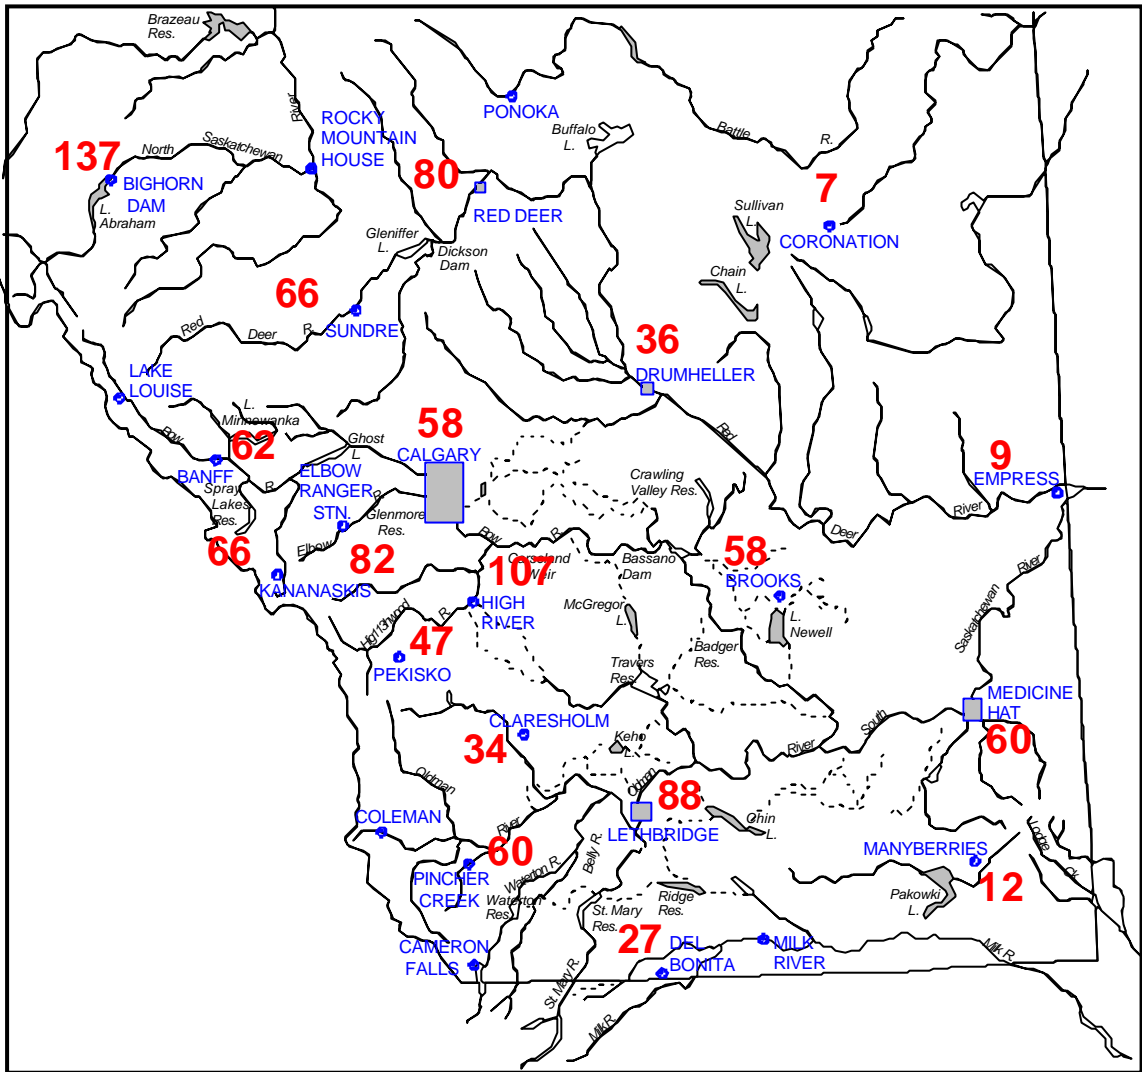 Brazeau
Res.
River
ROCKY
MOUNTAIN
HOUSE
PONOKA
Buffalo
L.
Battle
R.
North
Saskatchewan
137
BIGHORN
DAM
L.
Abraham
80
RED DEER
7
Sullivan
L.
CORONATION
Gleniffer
L.
Dickson
Dam
Chain
L.
66
SUNDRE
Red
Deer
R.
36
DRUMHELLER
LAKE
LOUISE
L.
Minnewanka
Bow
62
BANFF
Ghost
L
58
CALGARY
Red
ELBOW
RANGER
STN.
R.
R.
Spray
Lakes
Res.
Glenmore
Res.
Crawling
Valley Res.
9
EMPRESS
River
Deer
Elbow
82
66
KANANASKIS
Bow
R.
Carseland
Weir
107
HIGH
RIVER
Bassano
Dam
58
BROOKS
L.
Newell
River
Saskatchewan
McGregor
L.
R.
47
PEKISKO
Travers
Res.
Badger
Res.
MEDICINE
HAT
60
South
River
CLARESHOLM
34
Keho
L.
Oldman
Oldman
88
LETHBRIDGE
Chin
L.
COLEMAN
River
60
PINCHER
CREEK
Waterton R.
Waterton
Res.
Belly R.
MANYBERRIES
12
Pakowki
L.
Lodge
Ck.
Ridge
Res.
St. Mary
Res.
27
DEL
BONITA
MILK
RIVER
Milk R.
CAMERON
FALLS
St. Mary R.
Milk R.